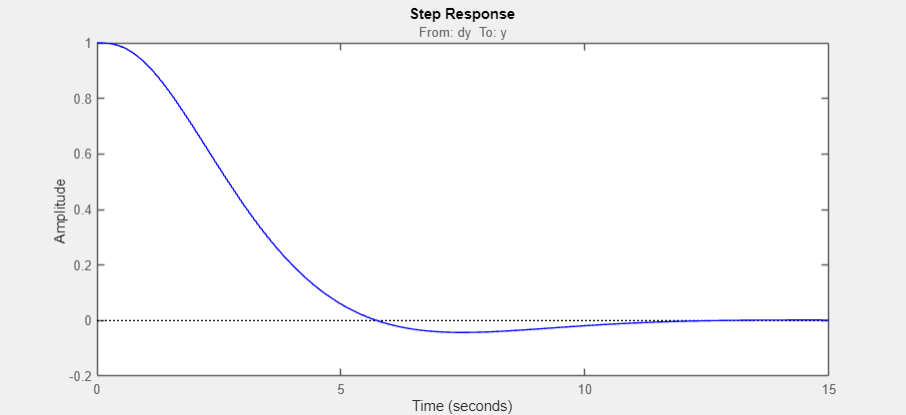 Step Response
From: dy To: y
1
0.8
0.6
0.4
0.2
0
-0.2
Amplitude
0 5 10 15
Time (seconds)